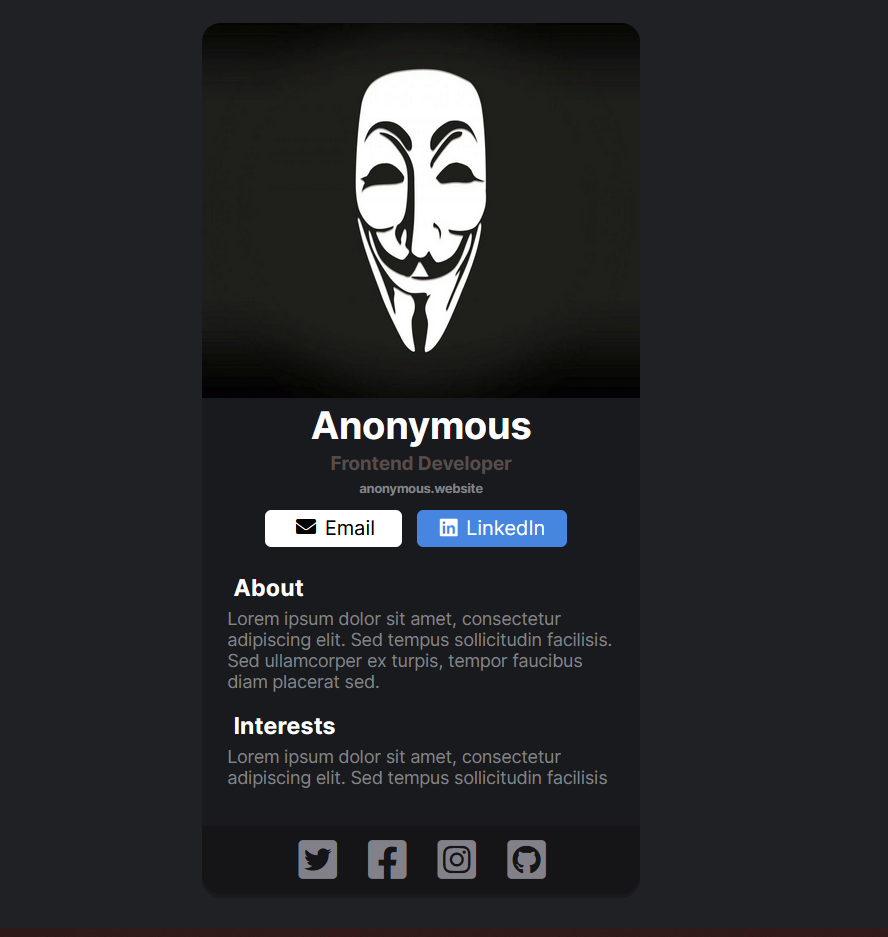 Anonymous
Frontend Developer
anonymous.website
Email
in LinkedIn
About
Lorem ipsum dolor sit amet, consectetur
adipiscing elit. Sed tempus sollicitudin facilisis.
Sed ullamcorper ex turpis, tempor faucibus
diam placerat sed.
Interests
Lorem ipsum dolor sit amet, consectetur
adipiscing elit. Sed tempus sollicitudin facilisis